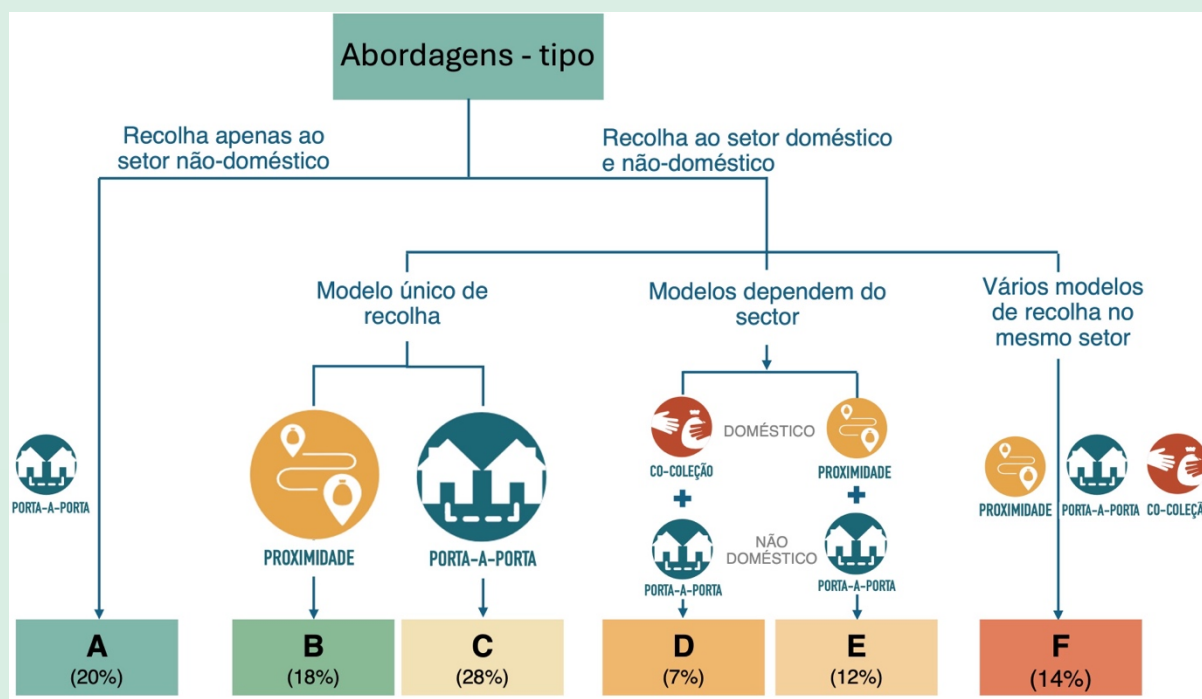 Abordagens - tipo
Recolha apenas ao
setor não-doméstico
Recolha ao setor doméstico
e não-doméstico
Modelo único de
recolha
Modelos dependem do
sector
Vários modelos
de recolha no
mesmo setor
PORTA-A-PORTA
PROXIMIDADE
PORTA-A-PORTA
CO-COLEÇÃO
+
PORTA-A-PORTA
DOMÉSTICO
NÃO
DOMÉSTICO
PROXIMIDADE
+
PORTA-A-PORTA
PROXIMIDADE
PORTA-A-PORTA
CO-COLEÇÃO
A
(20%)
B
(18%)
C
(28%)
D
(7%)
E
(12%)
F
(14%)